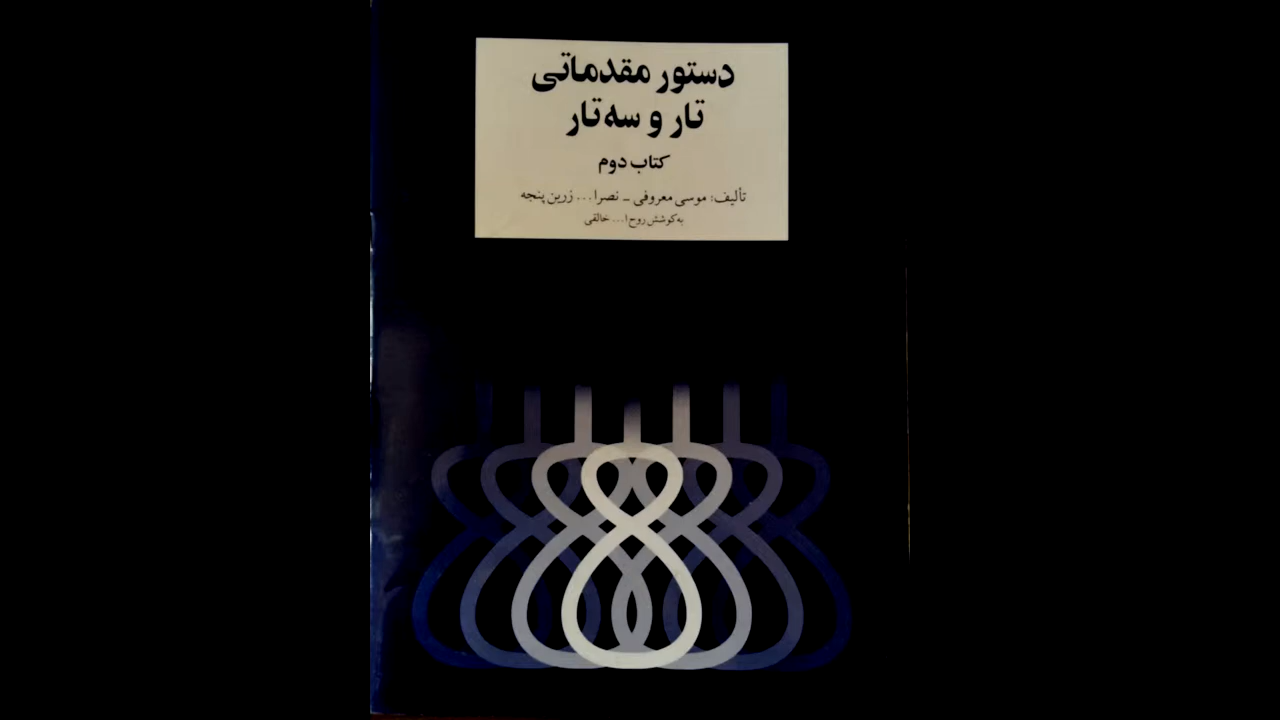 دستور مقدماتی
تار و سه‌تار
کتاب دوم
تألیف: موسی معروفی ـ نصرا... زرین پنجه
به‌کوشش روح ا... خالقی